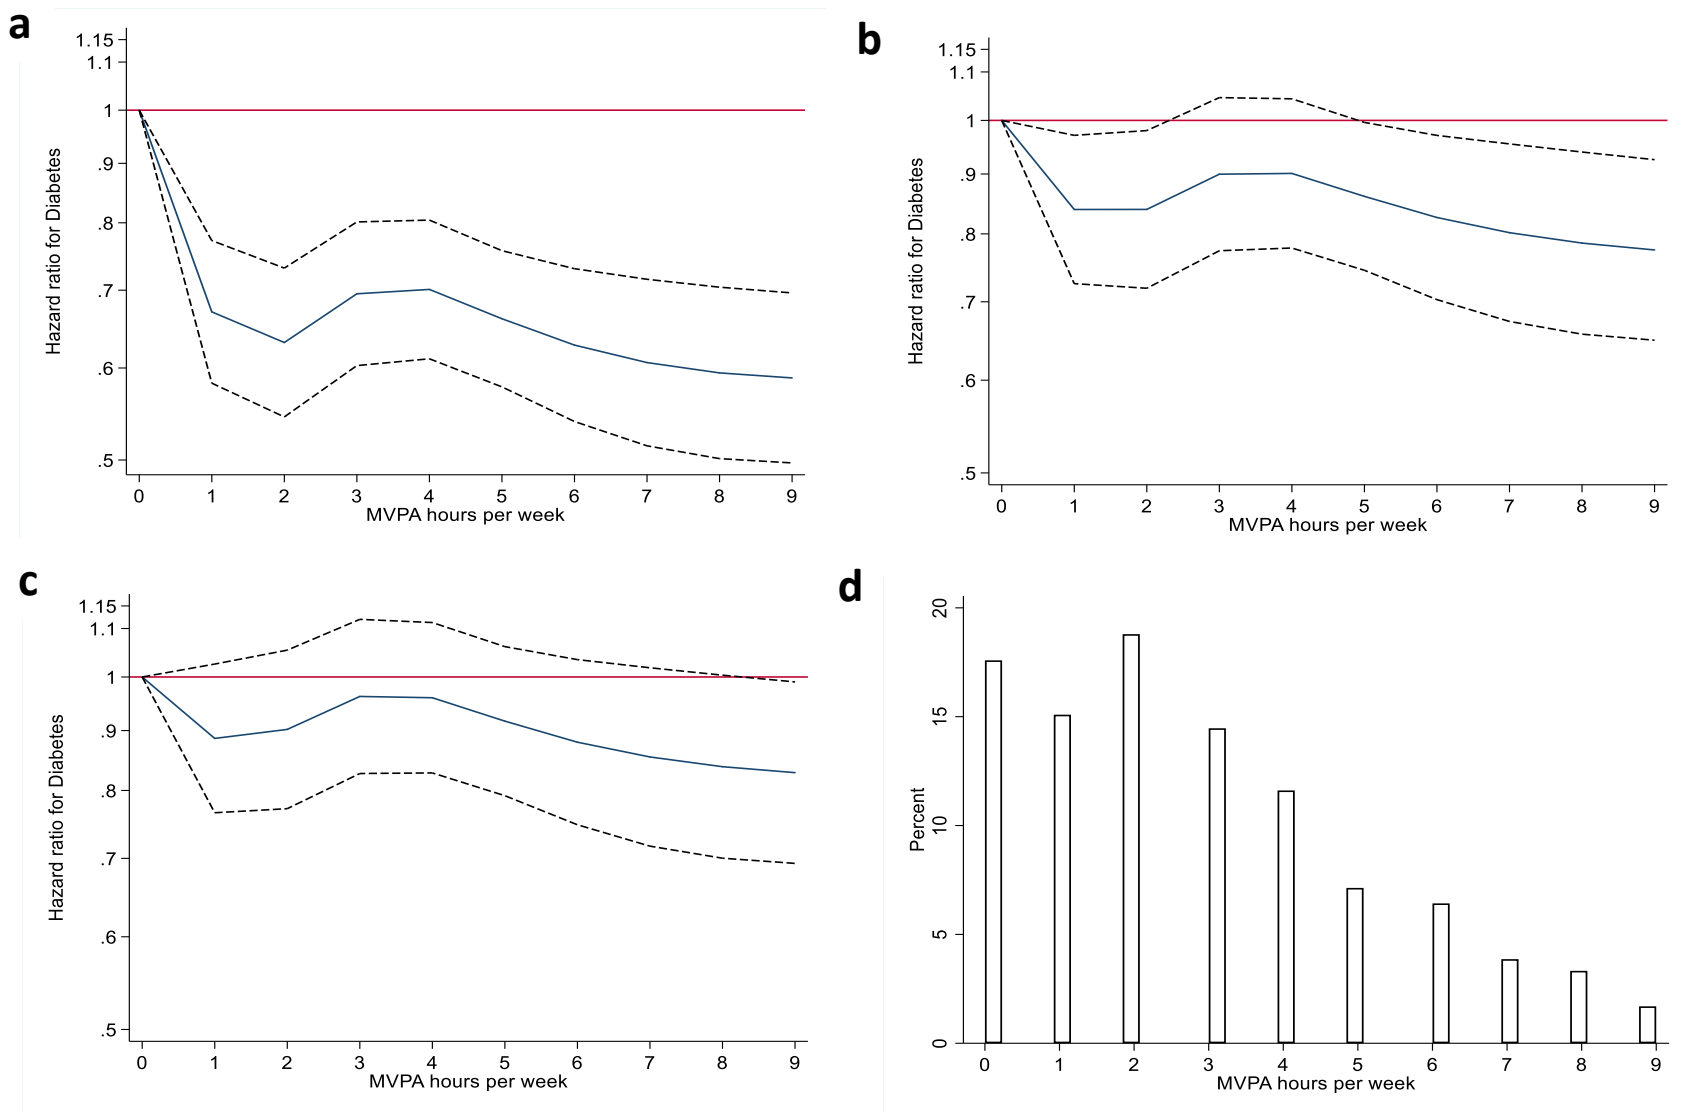 a
1.15
1.1
1
.9
.8
.7
.6
.5
Hazard ratio for Diabetes
0 1 2 3 4 5 6 7 8 9
MVPA hours per week
b
1.15
1.1
1
.9
.8
.7
.6
.5
Hazard ratio for Diabetes
0 1 2 3 4 5 6 7 8 9
MVPA hours per week
c
1.15
1.1
1
.9
.8
.7
.6
.5
Hazard ratio for Diabetes
0 1 2 3 4 5 6 7 8 9
MVPA hours per week
d
20
15
10
5
0
Percent
0 1 2 3 4 5 6 7 8 9
MVPA hours per week